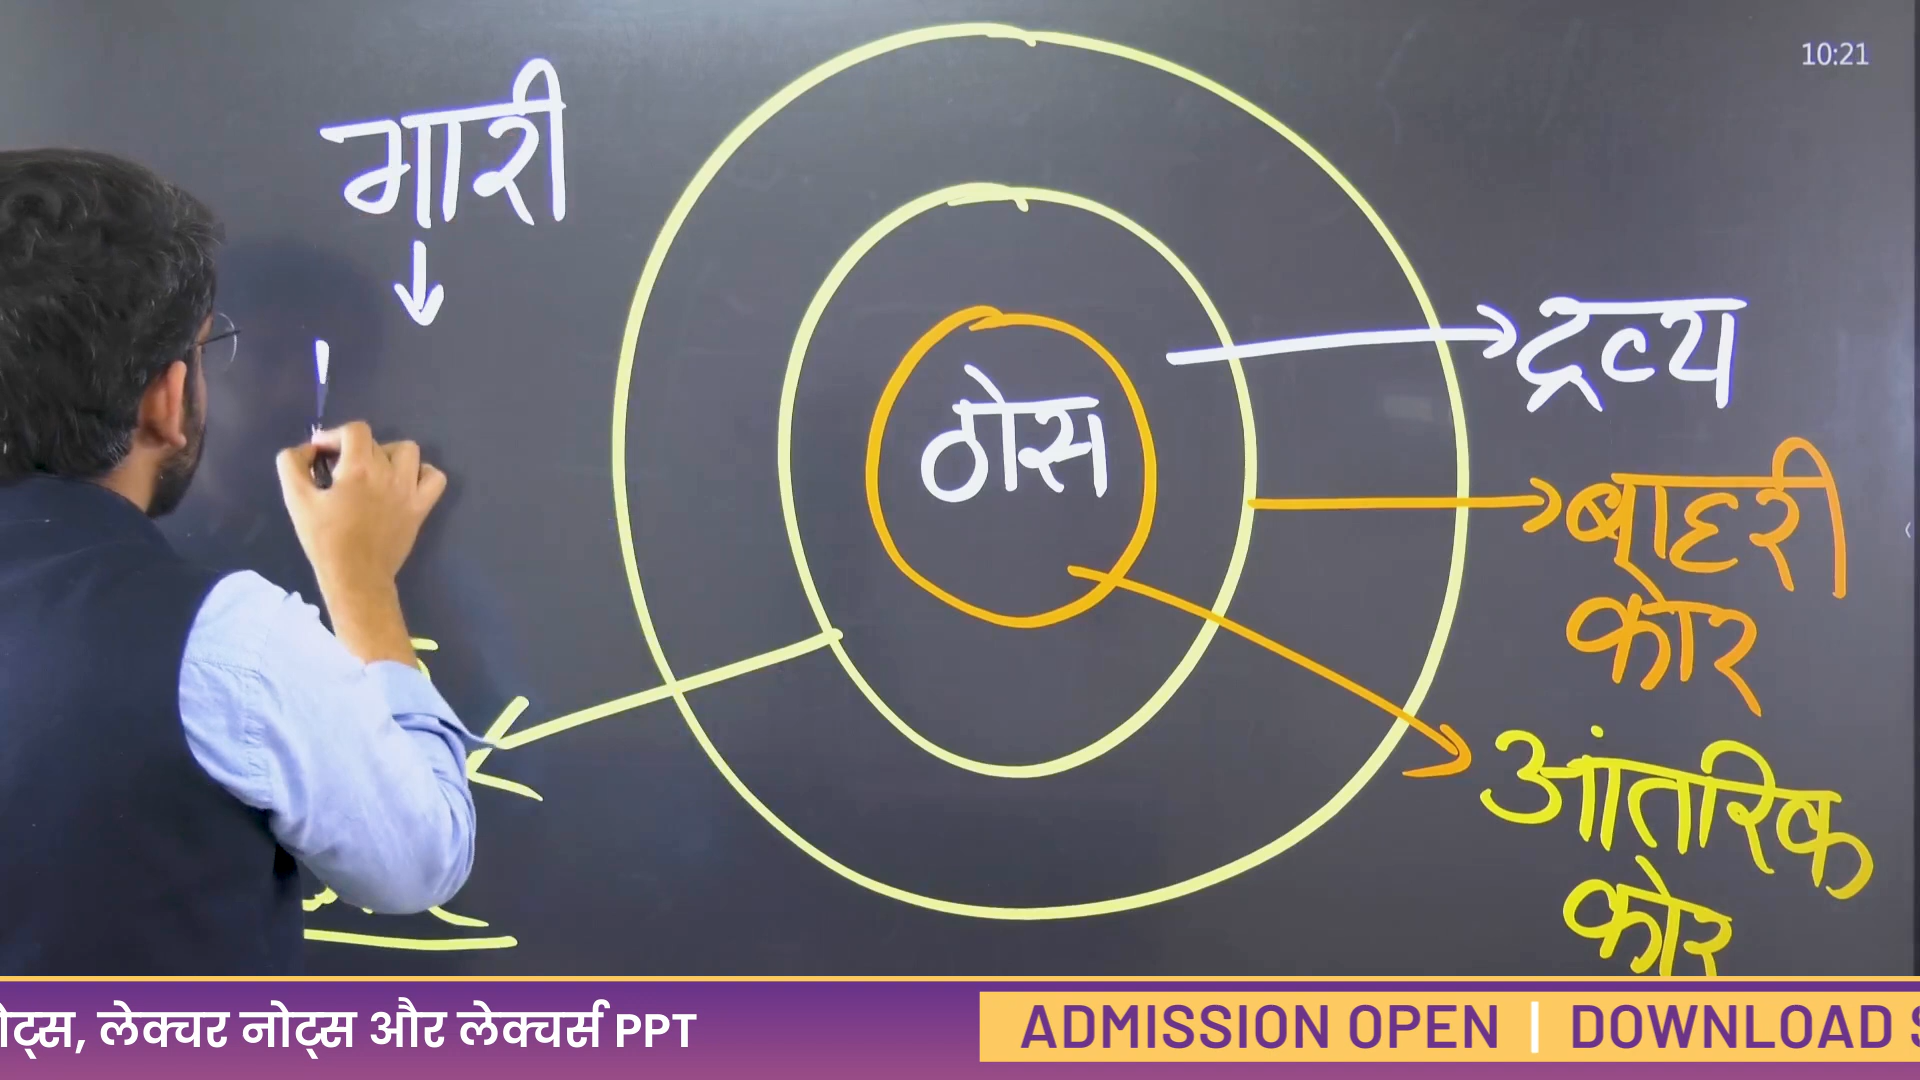 10:21
गारी
ठोस
द्रव्य
बाहरी
कोर
आंतरिक
कोर
ट्स, लेक्चर नोट्स और लेक्चर्स PPT
ADMISSION OPEN | DOWNLOAD